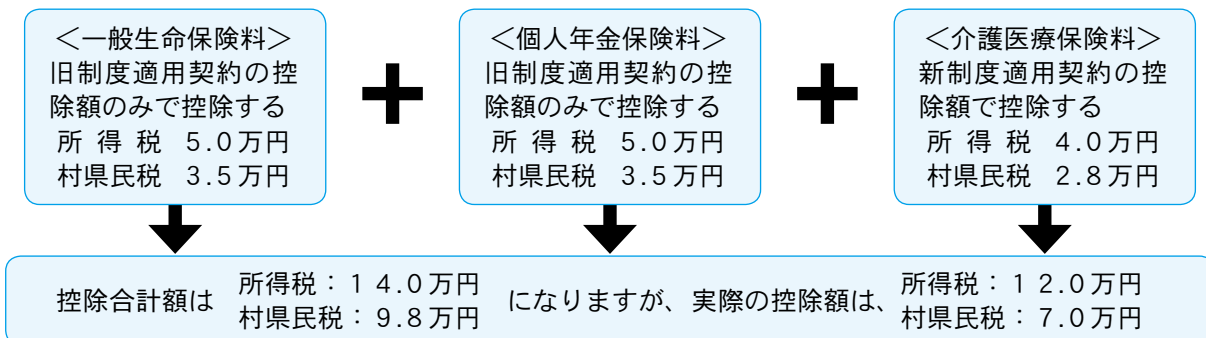 ＜一般生命保険料＞
旧制度適用契約の控
除額のみで控除する
所得税 ５.０万円
村県民税 ３.５万円
＜個人年金保険料＞
旧制度適用契約の控
除額のみで控除する
所得税 ５.０万円
村県民税 ３.５万円
＜介護医療保険料＞
新制度適用契約の控
除額で控除する
所得税 ４.０万円
村県民税 ２.８万円
控除合計額は
所得税：１４.０万円
村県民税：９.８万円
になりますが、実際の控除額は、
所得税：１２.０万円
村県民税：７.０万円